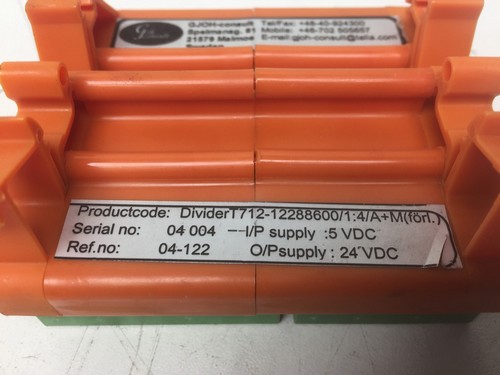 GJOH-consult Tel/Fax: +46-40-924300
Spelmansg. 81 Mobile: +46-702 505657
21579 Malmoe E-mail:gjoh-consult@telia.com
Sweden
Productcode: DividerT712-12288600/1:4/A+M(förl.)
Serial no: 04 004 --I/P supply :5 VDC
Ref.no: 04-122 O/Psupply : 24 VDC